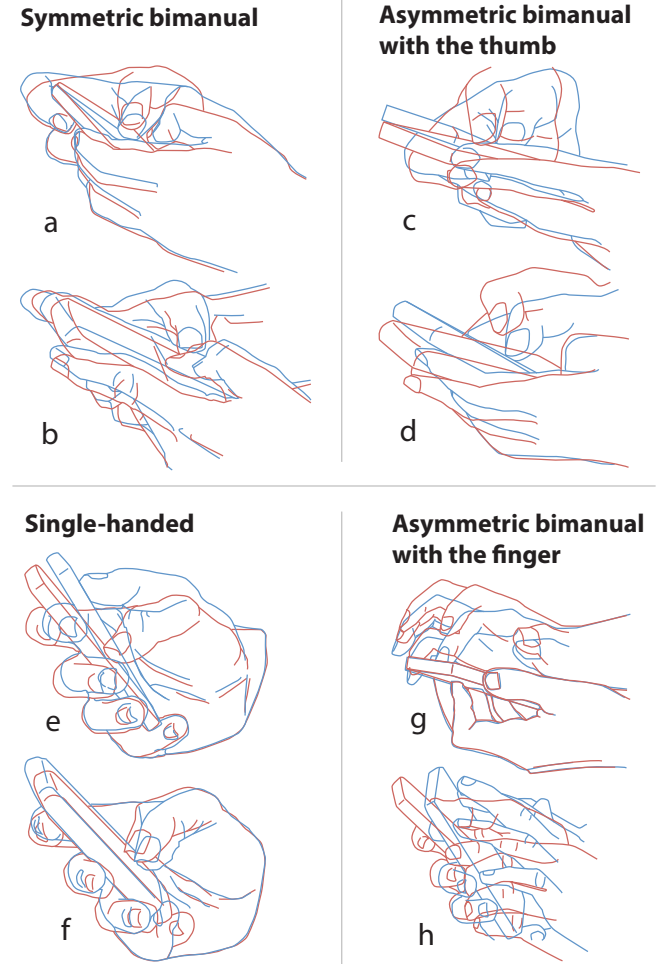 Symmetric bimanual
Asymmetric bimanual
with the thumb
a
c
b
d
Single-handed
Asymmetric bimanual
with the finger
e
g
f
h